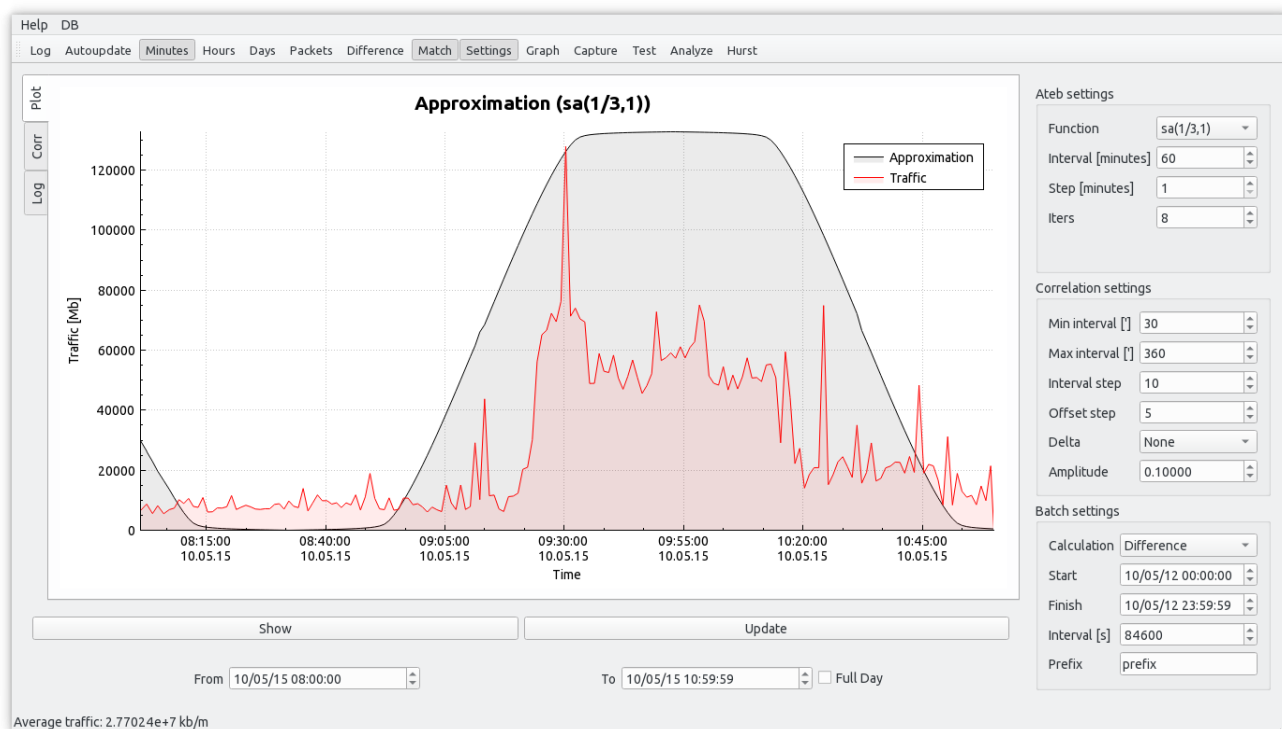 Help DB
Log Autoupdate Minutes Hours Days Packets Difference Match Settings Graph Capture Test Analyze Hurst
Plot
Corr
Log
Approximation (sa(1/3,1))
Approximation
Traffic
Traffic [Mb]
120000
100000
80000
60000
40000
20000
0
08:15:00 08:40:00 09:05:00 09:30:00 09:55:00 10:20:00 10:45:00
10.05.15 10.05.15 10.05.15 10.05.15 10.05.15 10.05.15 10.05.15
Time
Show Update
From 10/05/15 08:00:00 To 10/05/15 10:59:59 Full Day
Average traffic: 2.77024e+7 kb/m
Ateb settings
Function sa(1/3,1)
Interval [minutes] 60
Step [minutes] 1
Iters 8
Correlation settings
Min interval ['] 30
Max interval ['] 360
Interval step 10
Offset step 5
Delta None
Amplitude 0.10000
Batch settings
Calculation Difference
Start 10/05/12 00:00:00
Finish 10/05/12 23:59:59
Interval [s] 84600
Prefix prefix